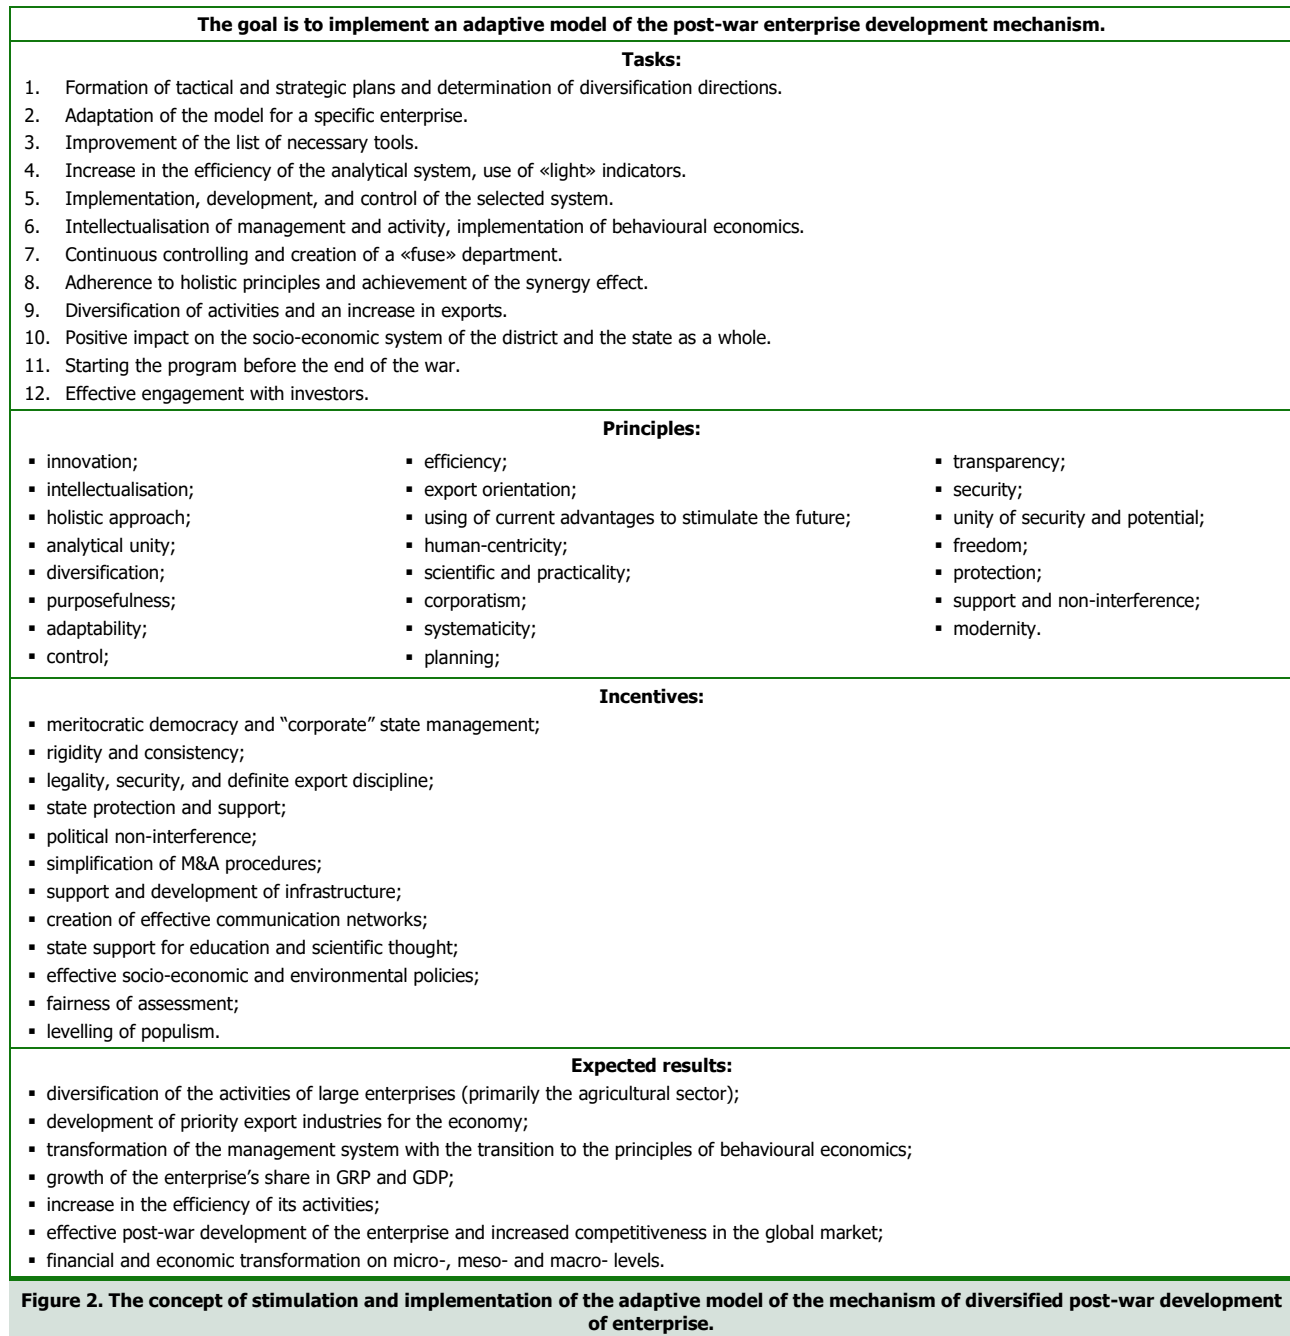 The goal is to implement an adaptive model of the post-war enterprise development mechanism.
Tasks:
1. Formation of tactical and strategic plans and determination of diversification directions.
2. Adaptation of the model for a specific enterprise.
3. Improvement of the list of necessary tools.
4. Increase in the efficiency of the analytical system, use of «light» indicators.
5. Implementation, development, and control of the selected system.
6. Intellectualisation of management and activity, implementation of behavioural economics.
7. Continuous controlling and creation of a «fuse» department.
8. Adherence to holistic principles and achievement of the synergy effect.
9. Diversification of activities and an increase in exports.
10. Positive impact on the socio-economic system of the district and the state as a whole.
11. Starting the program before the end of the war.
12. Effective engagement with investors.
Principles:
▪ innovation;
▪ intellectualisation;
▪ holistic approach;
▪ analytical unity;
▪ diversification;
▪ purposefulness;
▪ adaptability;
▪ control;
▪ efficiency;
▪ export orientation;
▪ using of current advantages to stimulate the future;
▪ human-centricity;
▪ scientific and practicality;
▪ corporatism;
▪ systematicity;
▪ planning;
▪ transparency;
▪ security;
▪ unity of security and potential;
▪ freedom;
▪ protection;
▪ support and non-interference;
▪ modernity.
Incentives:
▪ meritocratic democracy and “corporate” state management;
▪ rigidity and consistency;
▪ legality, security, and definite export discipline;
▪ state protection and support;
▪ political non-interference;
▪ simplification of M&A procedures;
▪ support and development of infrastructure;
▪ creation of effective communication networks;
▪ state support for education and scientific thought;
▪ effective socio-economic and environmental policies;
▪ fairness of assessment;
▪ levelling of populism.
Expected results:
▪ diversification of the activities of large enterprises (primarily the agricultural sector);
▪ development of priority export industries for the economy;
▪ transformation of the management system with the transition to the principles of behavioural economics;
▪ growth of the enterprise’s share in GRP and GDP;
▪ increase in the efficiency of its activities;
▪ effective post-war development of the enterprise and increased competitiveness in the global market;
▪ financial and economic transformation on micro-, meso- and macro- levels.
Figure 2. The concept of stimulation and implementation of the adaptive model of the mechanism of diversified post-war development
of enterprise.